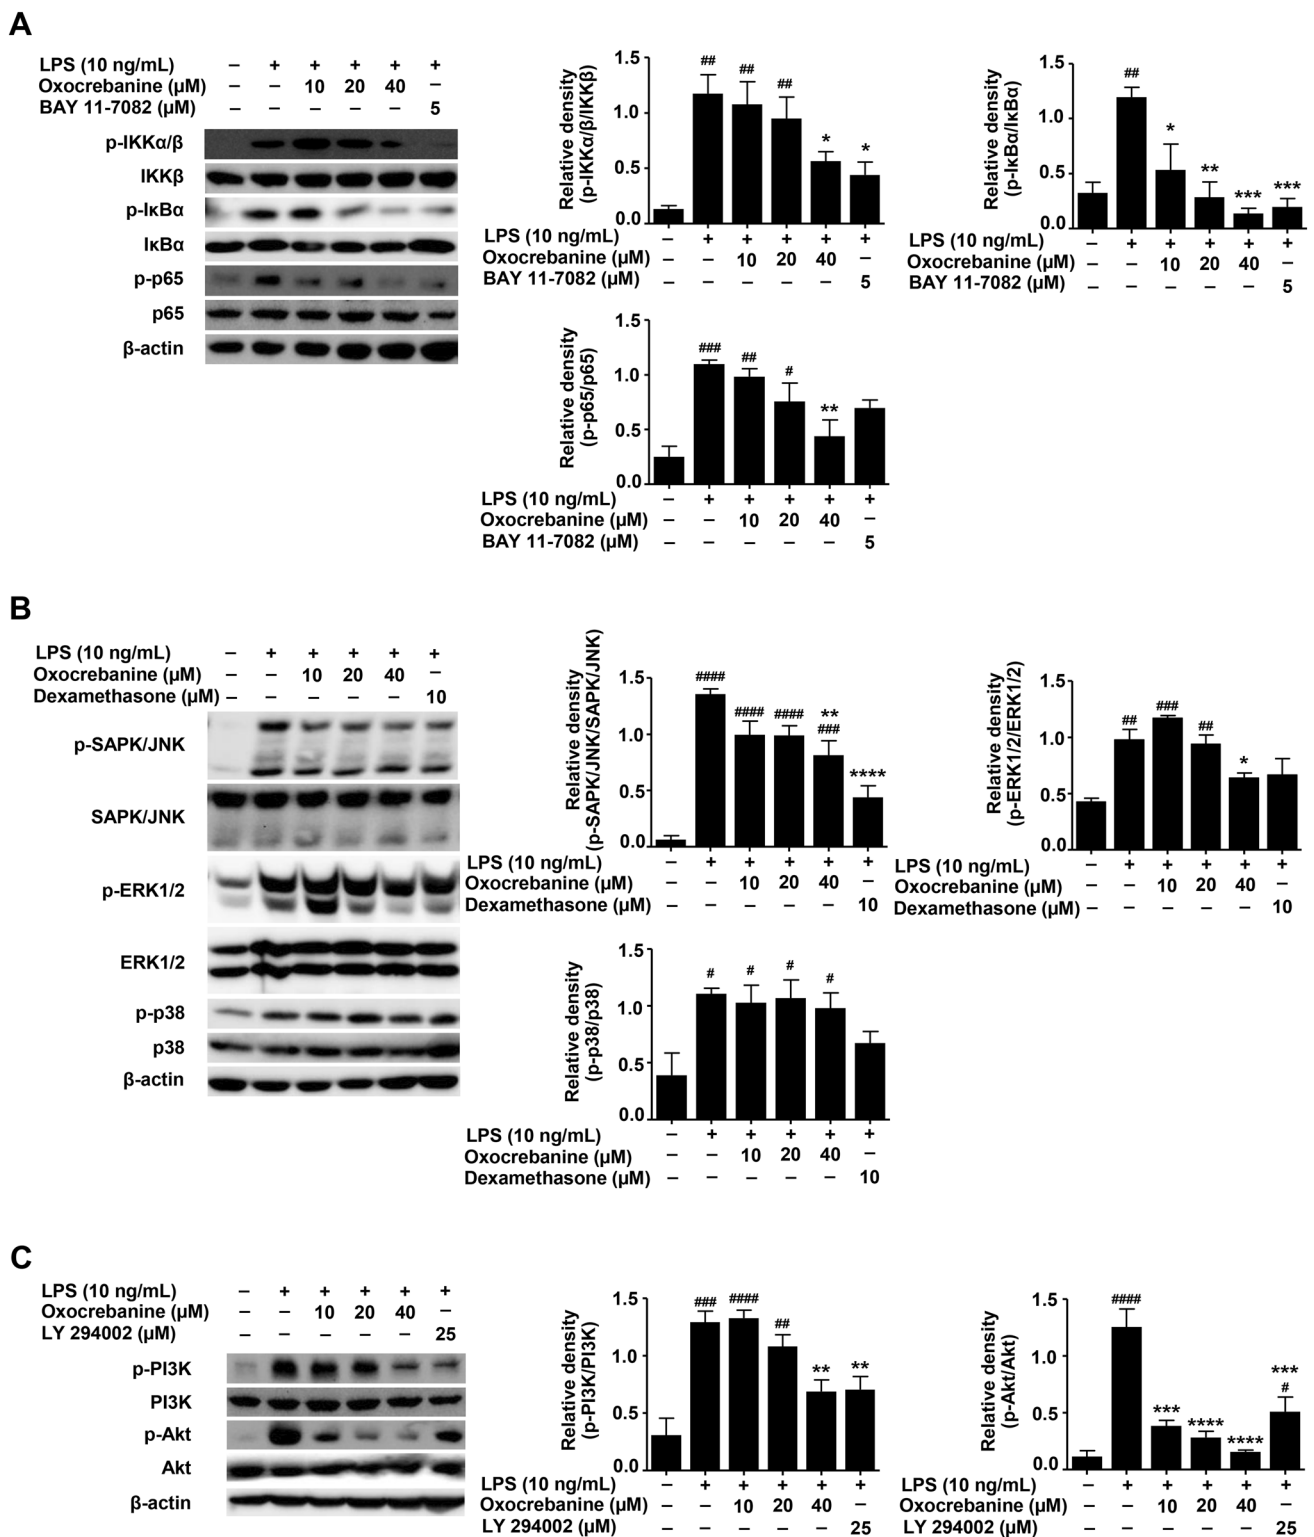 A
LPS (10 ng/mL) – + + + + +
Oxocrebanine (µM) – – 10 20 40 –
BAY 11-7082 (µM) – – – – – 5
p-IKKα/β
IKKβ
p-IκBα
IκBα
p-p65
p65
β-actin
Relative density
(p-IKKα/β/IKKβ)
1.5
1.0
0.5
0.0
## ## ## * *
LPS (10 ng/mL) – + + + + +
Oxocrebanine (µM) – – 10 20 40 –
BAY 11-7082 (µM) – – – – – 5
Relative density
(p-IκBα/IκBα)
1.5
1.0
0.5
0.0
## * ** *** ***
LPS (10 ng/mL) – + + + + +
Oxocrebanine (µM) – – 10 20 40 –
BAY 11-7082 (µM) – – – – – 5
Relative density
(p-p65/p65)
1.5
1.0
0.5
0.0
### ## # **
LPS (10 ng/mL) – + + + + +
Oxocrebanine (µM) – – 10 20 40 –
BAY 11-7082 (µM) – – – – – 5
B
LPS (10 ng/mL) – + + + + +
Oxocrebanine (µM) – – 10 20 40 –
Dexamethasone (µM) – – – – – 10
p-SAPK/JNK
SAPK/JNK
p-ERK1/2
ERK1/2
p-p38
p38
β-actin
Relative density
(p-SAPK/JNK/SAPK/JNK)
1.5
1.0
0.5
0.0
**
#### #### #### ### ****
LPS (10 ng/mL) – + + + + +
Oxocrebanine (µM) – – 10 20 40 –
Dexamethasone (µM) – – – – – 10
Relative density
(p-ERK1/2/ERK1/2)
1.5
1.0
0.5
0.0
## ### ## *
LPS (10 ng/mL) – + + + + +
Oxocrebanine (µM) – – 10 20 40 –
Dexamethasone (µM) – – – – – 10
Relative density
(p-p38/p38)
1.5
1.0
0.5
0.0
# # # #
LPS (10 ng/mL) – + + + + +
Oxocrebanine (µM) – – 10 20 40 –
Dexamethasone (µM) – – – – – 10
C
LPS (10 ng/mL) – + + + + +
Oxocrebanine (µM) – – 10 20 40 –
LY 294002 (µM) – – – – – 25
p-PI3K
PI3K
p-Akt
Akt
β-actin
Relative density
(p-PI3K/PI3K)
1.5
1.0
0.5
0.0
### #### ## ** **
LPS (10 ng/mL) – + + + + +
Oxocrebanine (µM) – – 10 20 40 –
LY 294002 (µM) – – – – – 25
Relative density
(p-Akt/Akt)
1.5
1.0
0.5
0.0
***
#### *** **** **** #
LPS (10 ng/mL) – + + + + +
Oxocrebanine (µM) – – 10 20 40 –
LY 294002 (µM) – – – – – 25